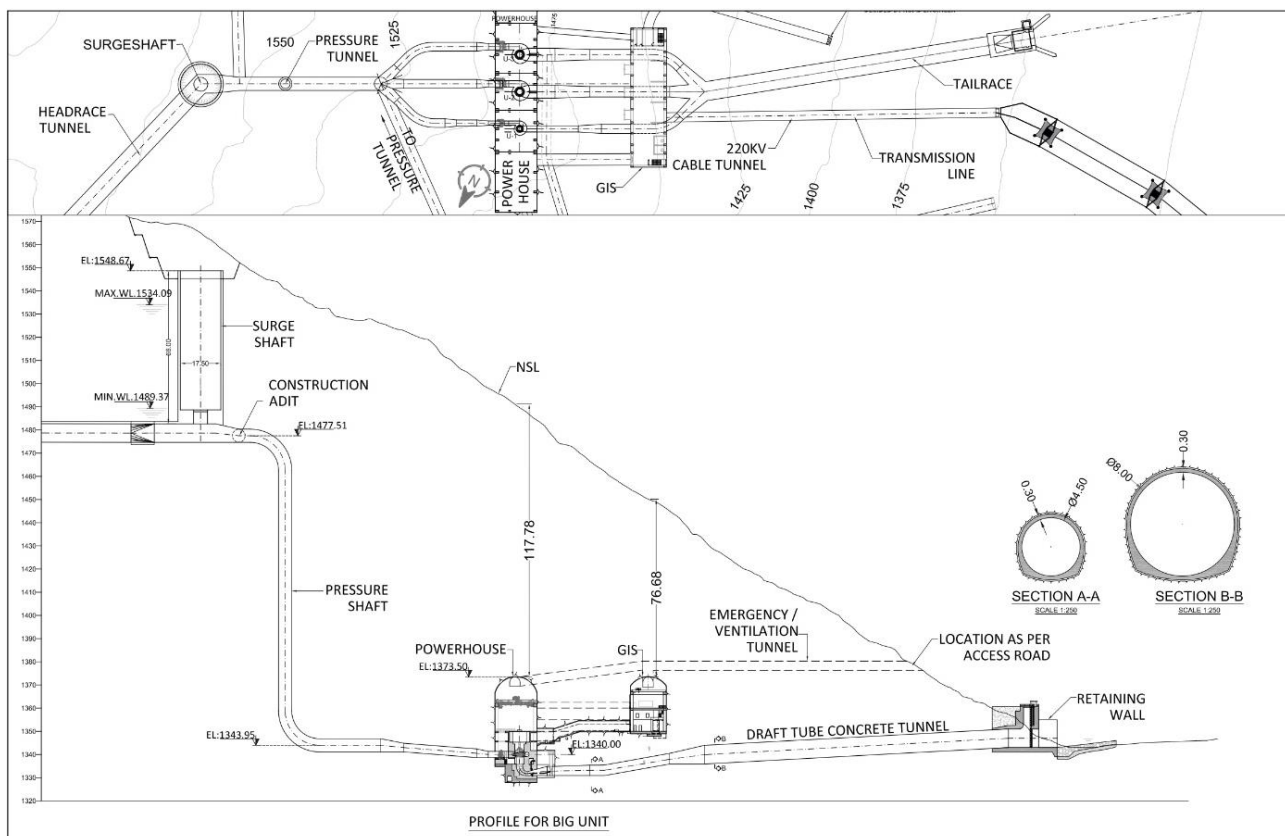 POWERHOUSE
1475
SURGESHAFT
1550
PRESSURE
TUNNEL
1525
HEADRACE
TUNNEL
TO
PRESSURE
TUNNEL
U-3
U-2
U-1
POWER
HOUSE
N
GIS
220KV
CABLE TUNNEL
TRANSMISSION
LINE
TAILRACE
1425
1400
1375
1570
1560
1550
1540
1530
1520
1510
1500
1490
1480
1470
1460
1450
1440
1430
1420
1410
1400
1390
1380
1370
1360
1350
1340
1330
1320
EL:1548.67
MAX.WL.1534.09
SURGE
SHAFT
17.50
CONSTRUCTION
ADIT
MIN.WL.1489.37
EL:1477.51
NSL
117.78
76.68
PRESSURE
SHAFT
POWERHOUSE
EL:1373.50
GIS
EMERGENCY /
VENTILATION
TUNNEL
LOCATION AS PER
ACCESS ROAD
RETAINING
WALL
EL:1343.95
EL:1340.00
DRAFT TUBE CONCRETE TUNNEL
A
A
B
B
0.30
Ø4.50
SECTION A-A
SCALE 1:250
Ø8.00
0.30
SECTION B-B
SCALE 1:250
PROFILE FOR BIG UNIT